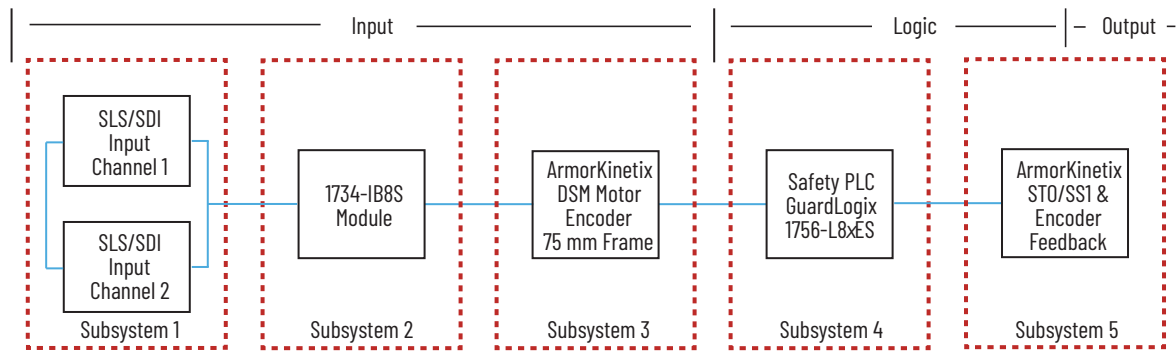 Input
Logic
Output
SLS/SDI
Input
Channel 1
SLS/SDI
Input
Channel 2
Subsystem 1
1734-IB8S
Module
Subsystem 2
ArmorKinetix
DSM Motor
Encoder
75 mm Frame
Subsystem 3
Safety PLC
GuardLogix
1756-L8xES
Subsystem 4
ArmorKinetix
STO/SS1 &
Encoder
Feedback
Subsystem 5